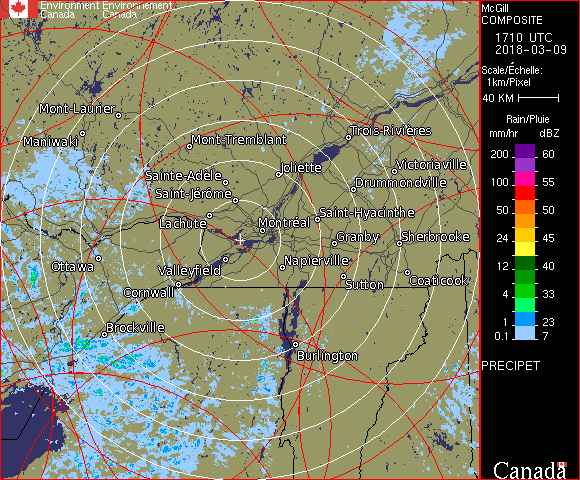 Environment Environnement
Canada Canada
McGill
COMPOSITE
1710 UTC
2018-03-09
Scale/Échelle:
1km/Pixel
40 KM
Rain/Pluie
mm/hr dBZ
200 60
100 55
50 50
24 45
12 40
4 33
1 23
0.1 7
PRECIPET
Canada
Mont-Laurier
Maniwaki
Mont-Tremblant
Trois-Rivières
Joliette
Victoriaville
Sainte-Adèle
Drummondville
Saint-Jérôme
Lachute
Saint-Hyacinthe
Montréal
Granby
Sherbrooke
Ottawa
Valleyfield
Napierville
Cornwall
Sutton
Coaticook
Brockville
Burlington